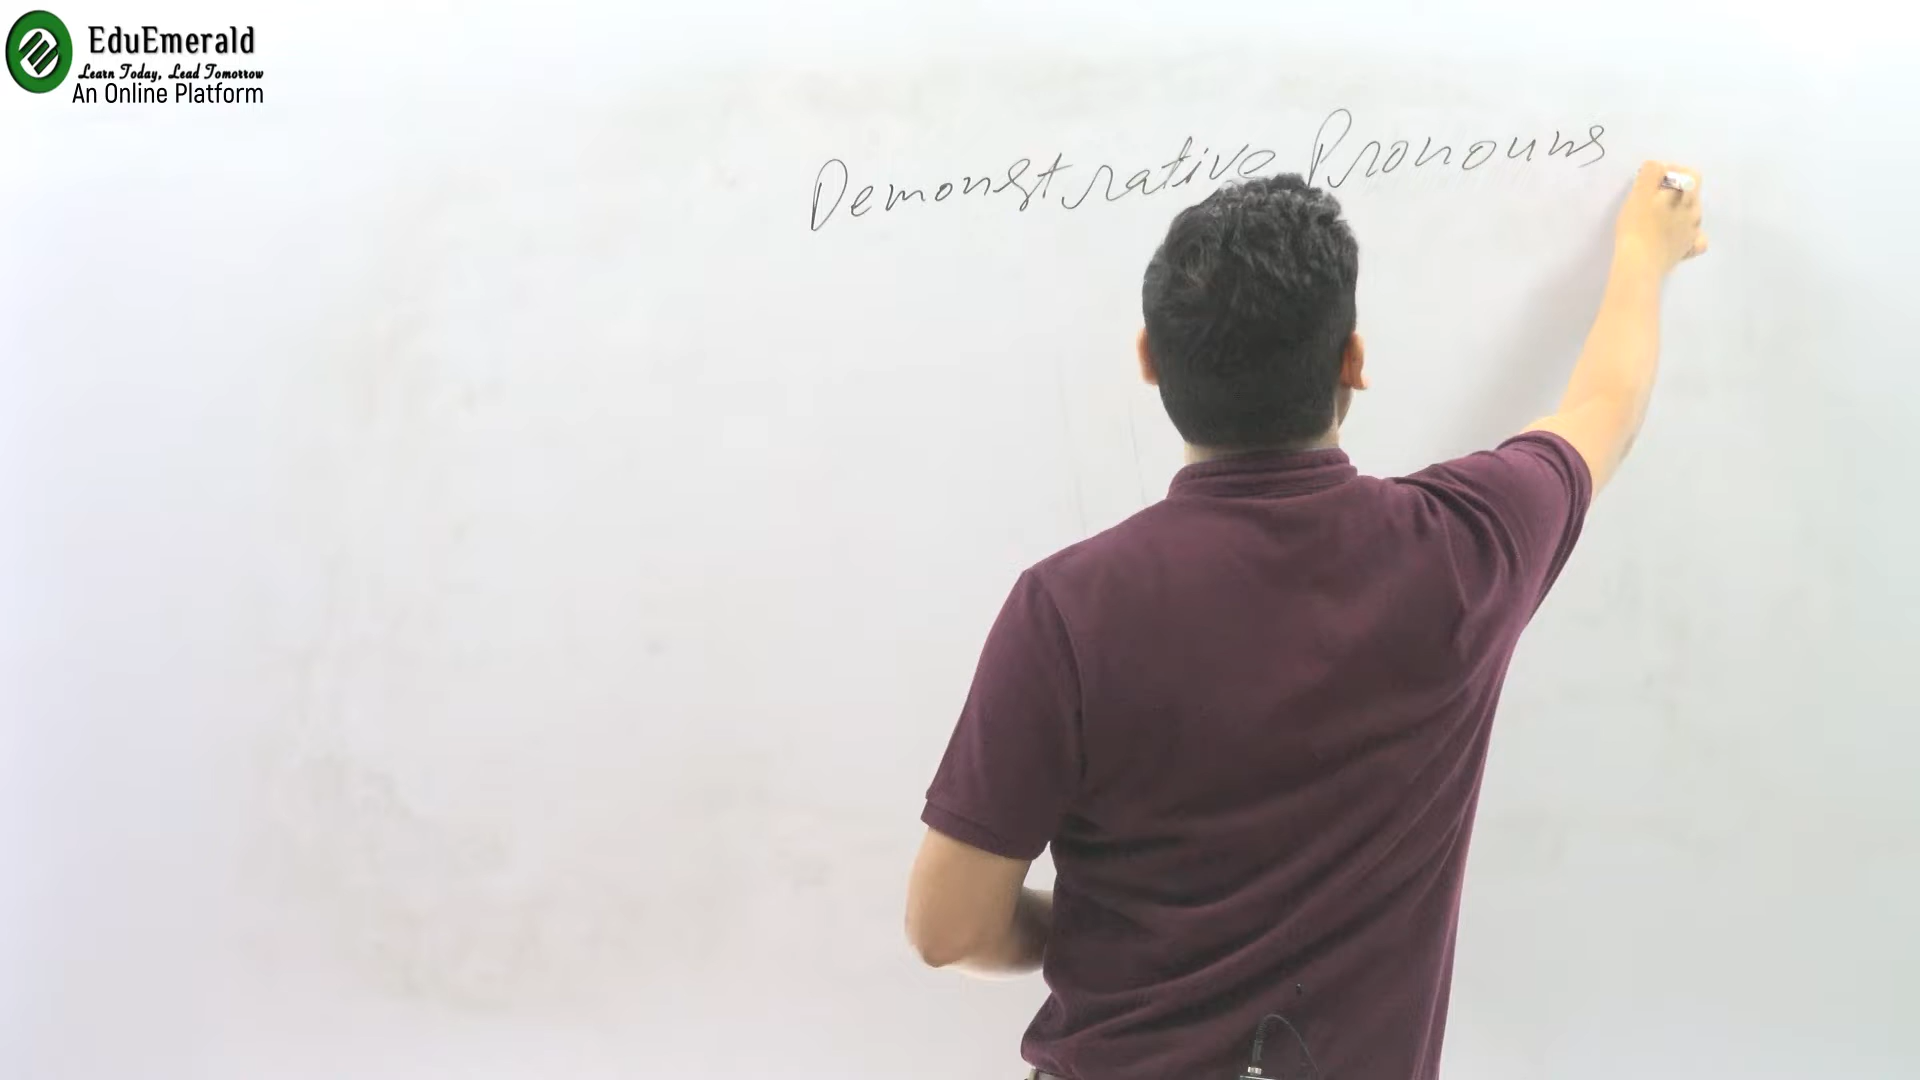 EduEmerald
Learn Today, Lead Tomorrow
An Online Platform
Demonstrative Pronouns